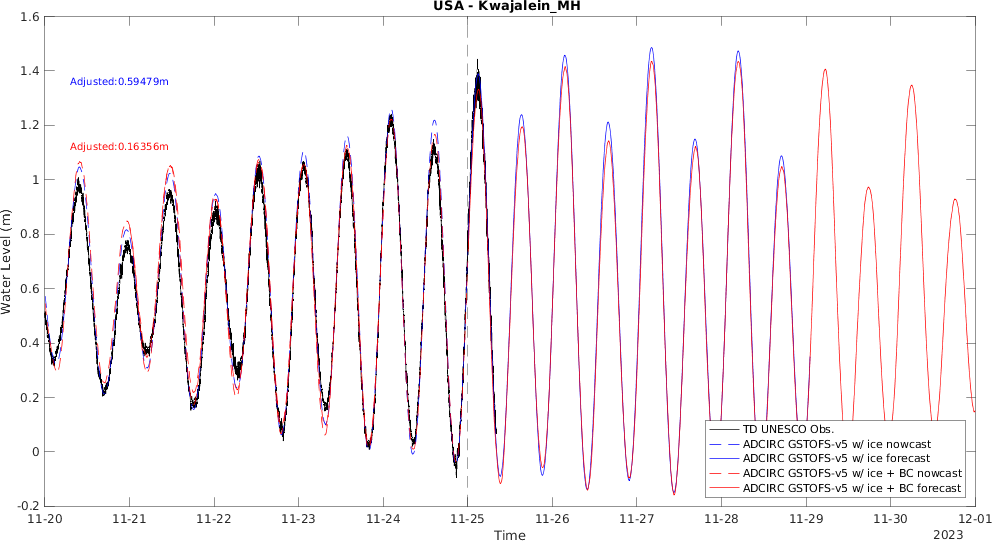 USA - Kwajalein_MH
Adjusted:0.59479m
Adjusted:0.16356m
Water Level (m)
1.6
1.4
1.2
1
0.8
0.6
0.4
0.2
0
-0.2
TD UNESCO Obs.
ADCIRC GSTOFS-v5 w/ ice nowcast
ADCIRC GSTOFS-v5 w/ ice forecast
ADCIRC GSTOFS-v5 w/ ice + BC nowcast
ADCIRC GSTOFS-v5 w/ ice + BC forecast
11-20 11-21 11-22 11-23 11-24 11-25 11-26 11-27 11-28 11-29 11-30 12-01
Time
2023